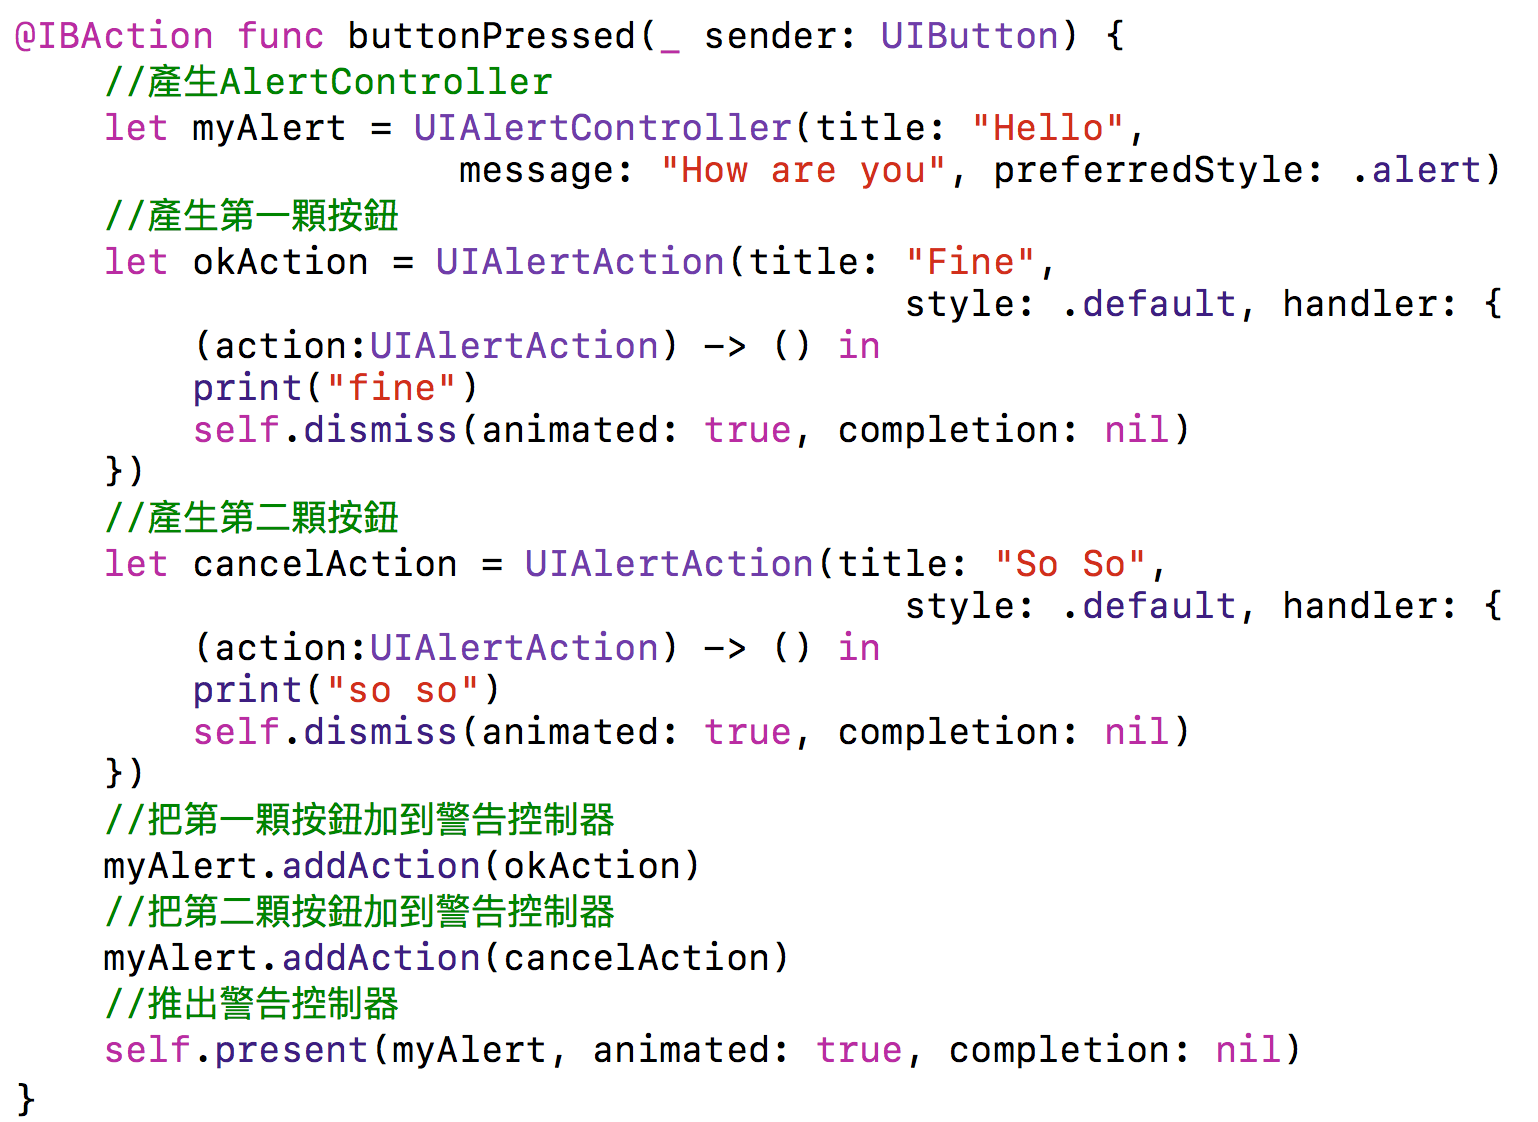 @IBAction func buttonPressed(_ sender: UIButton) {
    //產生AlertController
    let myAlert = UIAlertController(title: "Hello",
                    message: "How are you", preferredStyle: .alert)
    //產生第一顆按鈕
    let okAction = UIAlertAction(title: "Fine",
                                        style: .default, handler: {
        (action:UIAlertAction) -> () in
        print("fine")
        self.dismiss(animated: true, completion: nil)
    })
    //產生第二顆按鈕
    let cancelAction = UIAlertAction(title: "So So",
                                        style: .default, handler: {
        (action:UIAlertAction) -> () in
        print("so so")
        self.dismiss(animated: true, completion: nil)
    })
    //把第一顆按鈕加到警告控制器
    myAlert.addAction(okAction)
    //把第二顆按鈕加到警告控制器
    myAlert.addAction(cancelAction)
    //推出警告控制器
    self.present(myAlert, animated: true, completion: nil)
}